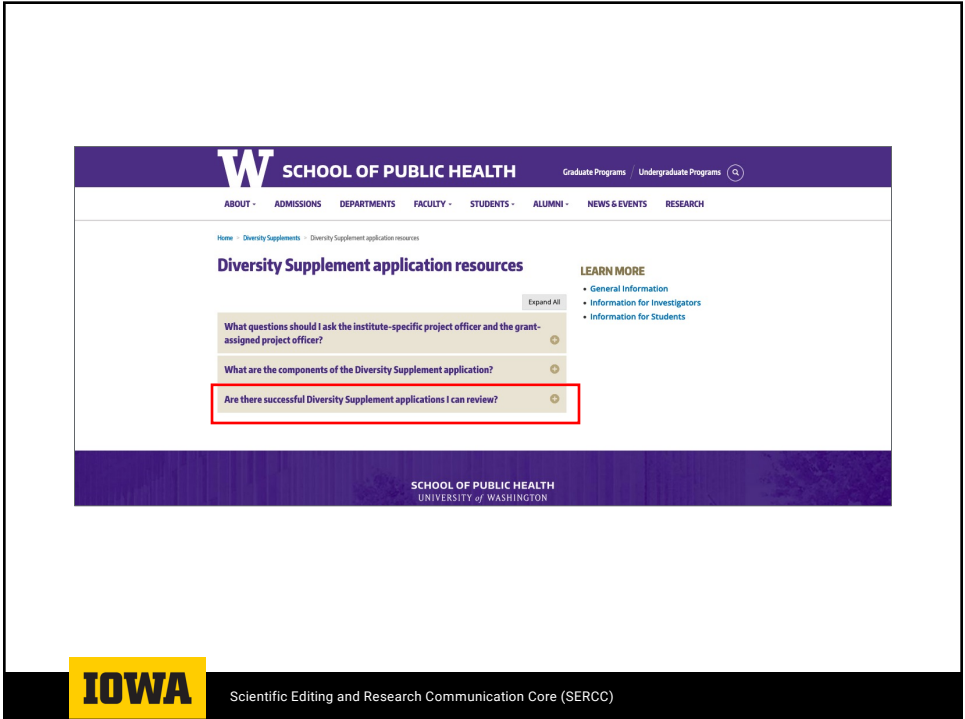 W SCHOOL OF PUBLIC HEALTH
Graduate Programs / Undergraduate Programs
ABOUT - ADMISSIONS DEPARTMENTS FACULTY - STUDENTS - ALUMNI - NEWS & EVENTS RESEARCH
Home > Diversity Supplements > Diversity Supplement application resources
Diversity Supplement application resources
Expand All
What questions should I ask the institute-specific project officer and the grant-
assigned project officer?
What are the components of the Diversity Supplement application?
Are there successful Diversity Supplement applications I can review?
LEARN MORE
• General Information
• Information for Investigators
• Information for Students
SCHOOL OF PUBLIC HEALTH
UNIVERSITY of WASHINGTON
IOWA
Scientific Editing and Research Communication Core (SERCC)